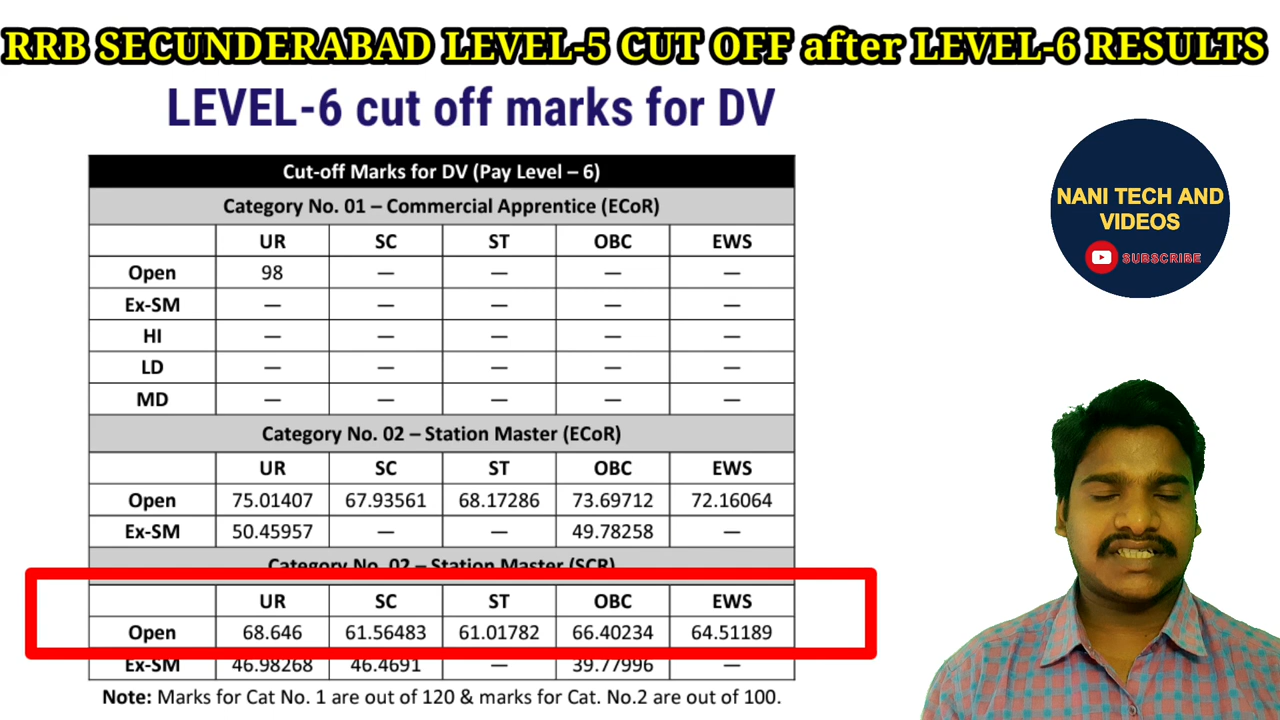 RRB SECUNDERABAD LEVEL-5 CUT OFF after LEVEL-6 RESULTS
LEVEL-6 cut off marks for DV
NANI TECH AND
VIDEOS
SUBSCRIBE
Cut-off Marks for DV (Pay Level – 6)
Category No. 01 – Commercial Apprentice (ECoR)
UR SC ST OBC EWS
Open 98 — — — —
Ex-SM — — — — —
HI — — — — —
LD — — — — —
MD — — — — —
Category No. 02 – Station Master (ECoR)
UR SC ST OBC EWS
Open 75.01407 67.93561 68.17286 73.69712 72.16064
Ex-SM 50.45957 — — 49.78258 —
Category No. 02 – Station Master (SCR)
UR SC ST OBC EWS
Open 68.646 61.56483 61.01782 66.40234 64.51189
Ex-SM 46.98268 46.4691 — 39.77996 —
Note: Marks for Cat No. 1 are out of 120 & marks for Cat. No.2 are out of 100.